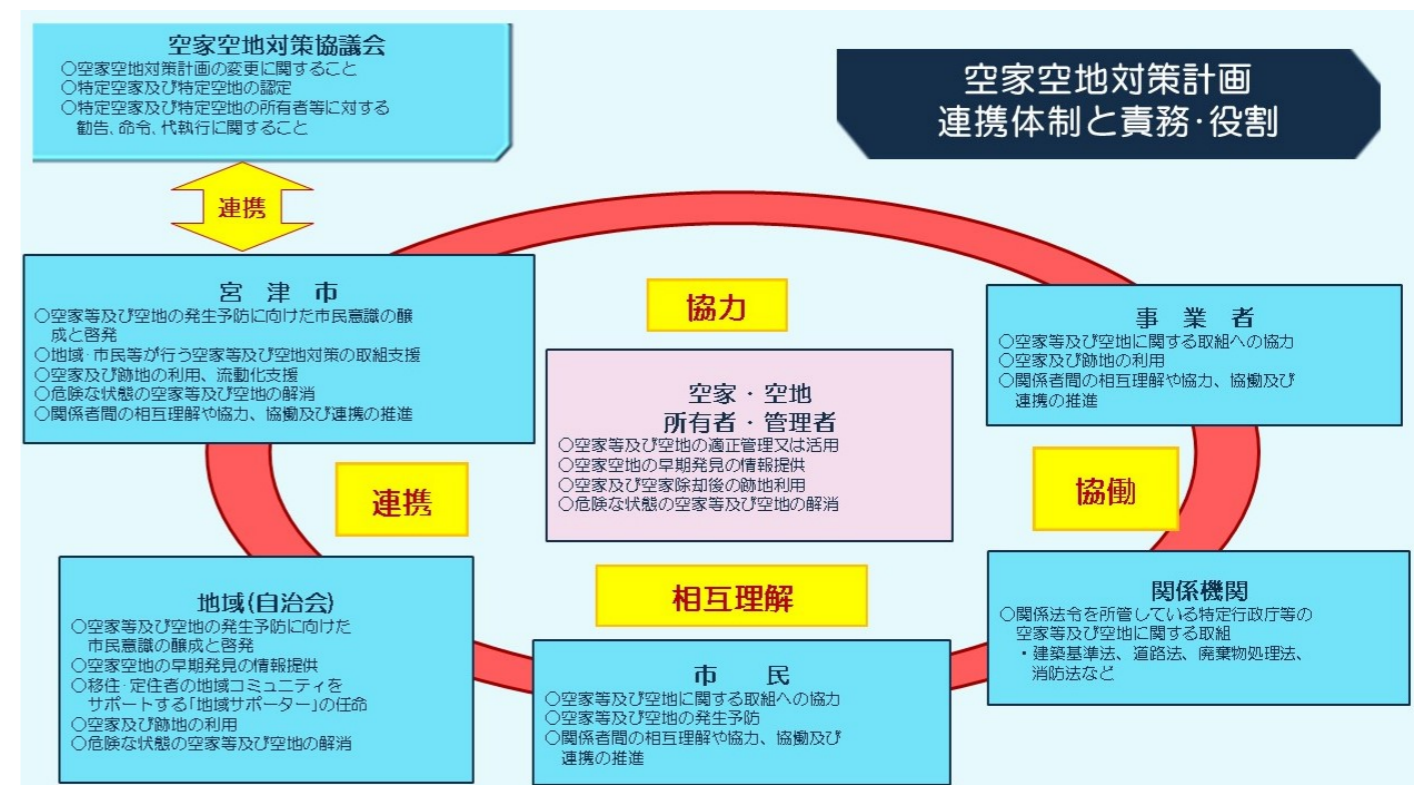 空家空地対策協議会
○空家空地対策計画の変更に関すること
○特定空家及び特定空地の認定
○特定空家及び特定空地の所有者等に対する
勧告、命令、代執行に関すること
空家空地対策計画
連携体制と責務・役割
連携
宮 津 市
○空家等及び空地の発生予防に向けた市民意識の醸
成と啓発
○地域・市民等が行う空家等及び空地対策の取組支援
○空家及び跡地の利用、流動化支援
○危険な状態の空家等及び空地の解消
○関係者間の相互理解や協力、協働及び連携の推進
協力
事 業 者
○空家等及び空地に関する取組への協力
○空家及び跡地の利用
○関係者間の相互理解や協力、協働及び
連携の推進
空家・空地
所有者・管理者
○空家等及び空地の適正管理又は活用
○空家空地の早期発見の情報提供
○空家及び空家除却後の跡地利用
○危険な状態の空家等及び空地の解消
連携
協働
相互理解
地域(自治会)
○空家等及び空地の発生予防に向けた
市民意識の醸成と啓発
○空家空地の早期発見の情報提供
○移住・定住者の地域コミュニティを
サポートする「地域サポーター」の任命
○空家及び跡地の利用
○危険な状態の空家等及び空地の解消
市 民
○空家等及び空地に関する取組への協力
○空家等及び空地の発生予防
○関係者間の相互理解や協力、協働及び
連携の推進
関係機関
○関係法令を所管している特定行政庁等の
空家等及び空地に関する取組
・建築基準法、道路法、廃棄物処理法、
消防法など